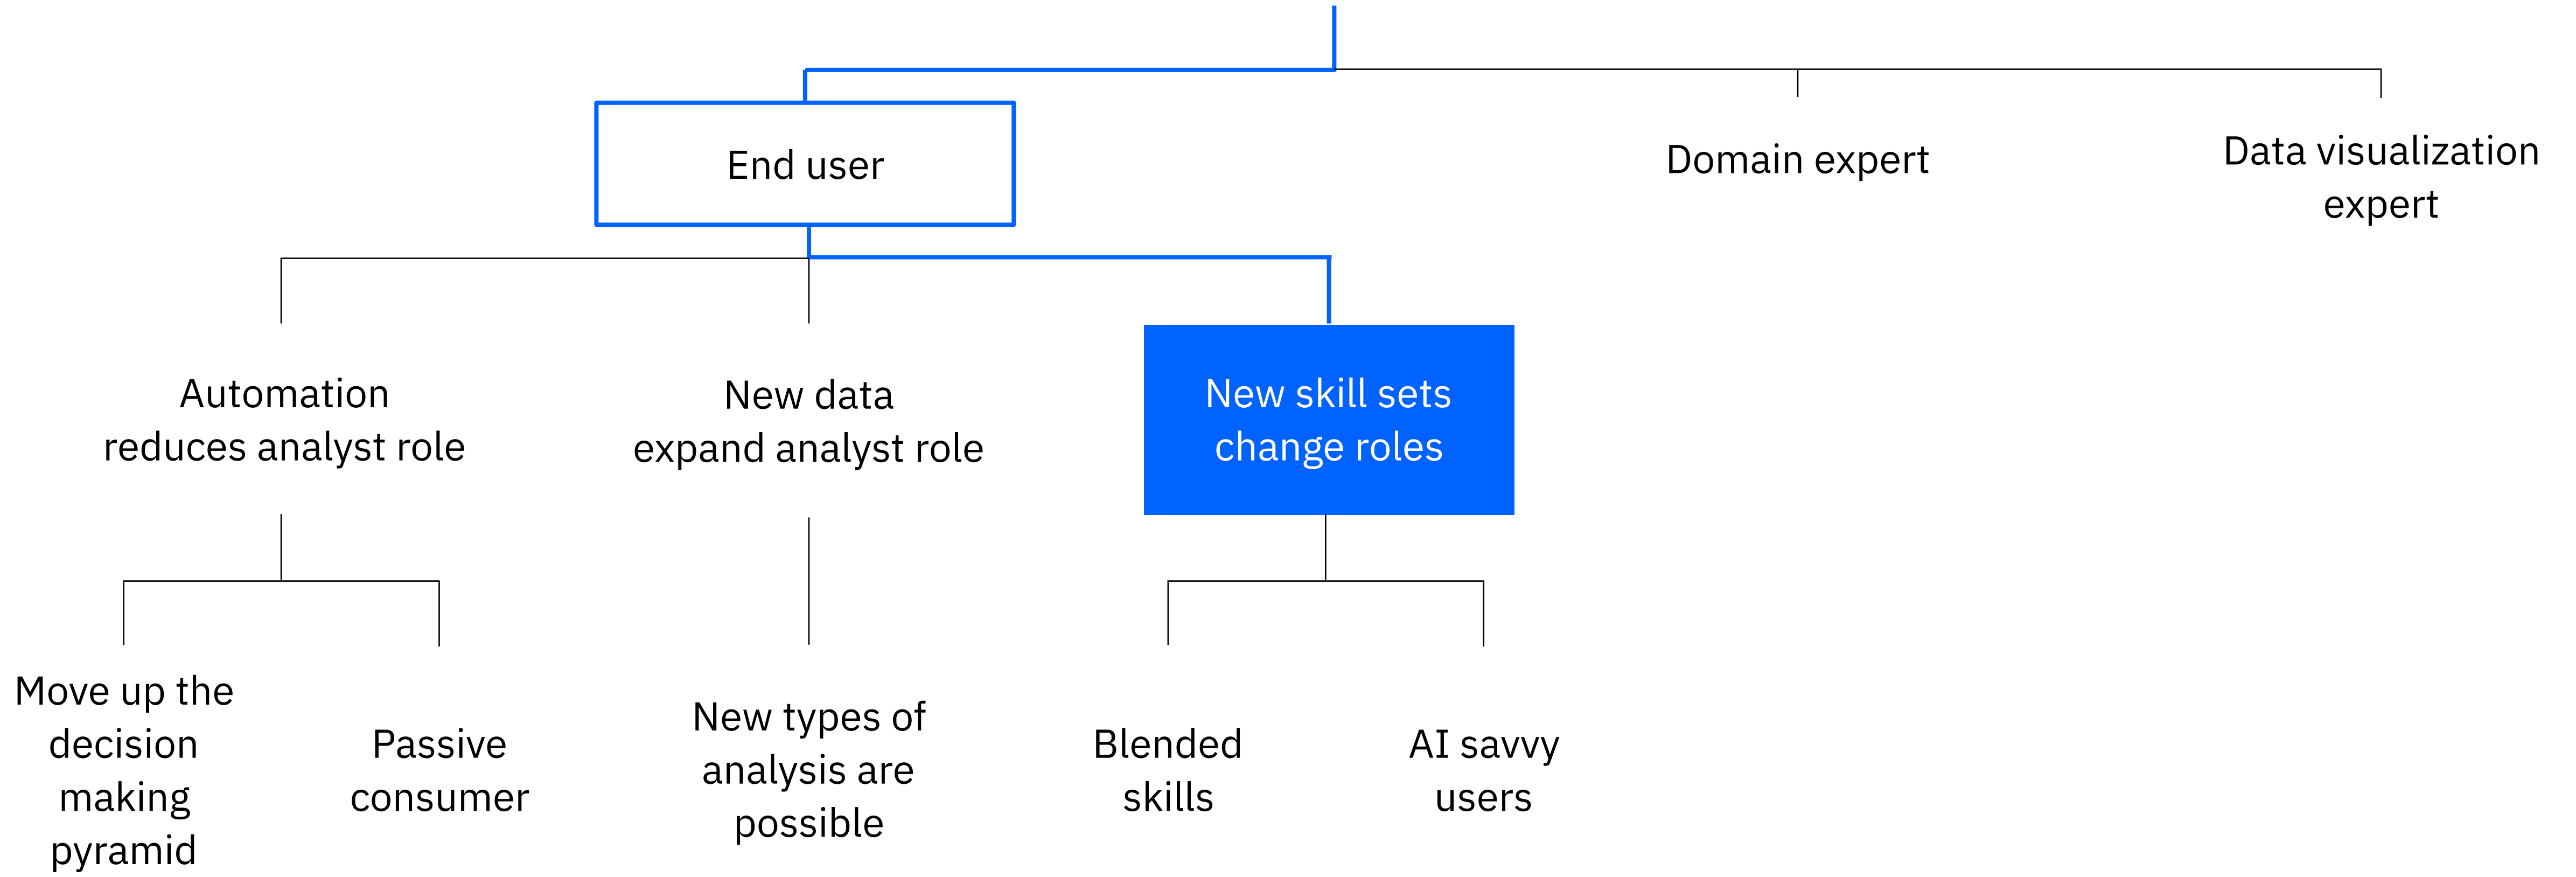 End user
Domain expert
Data visualization
expert
Automation
reduces analyst role
New data
expand analyst role
New skill sets
change roles
Move up the
decision
making
pyramid
Passive
consumer
New types of
analysis are
possible
Blended
skills
AI savvy
users